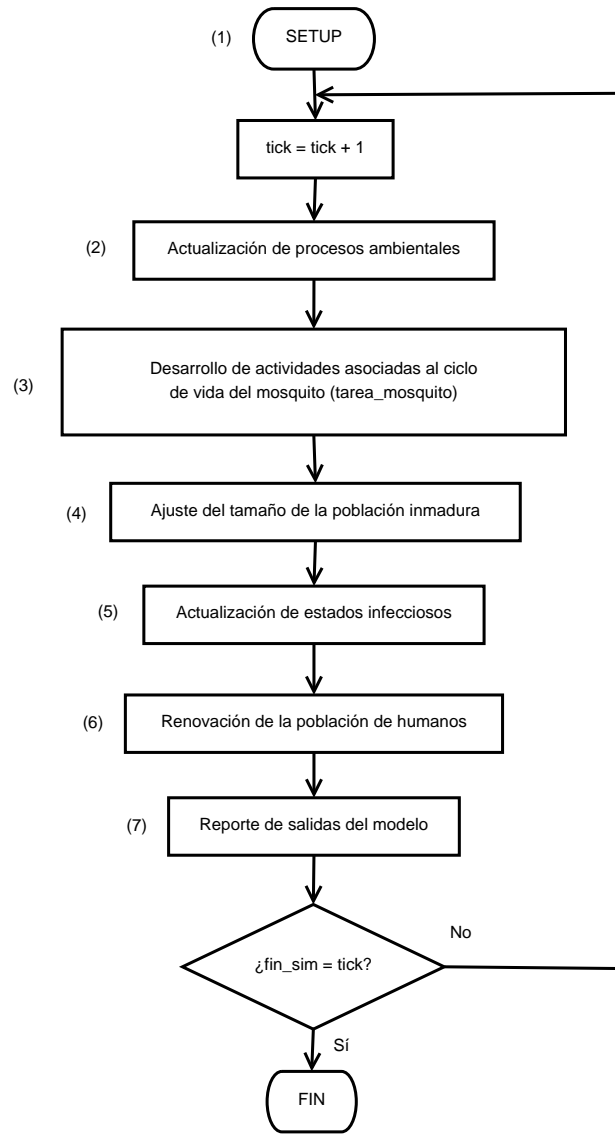 (1) SETUP
tick = tick + 1
(2) Actualización de procesos ambientales
Desarrollo de actividades asociadas al ciclo
(3) de vida del mosquito (tarea_mosquito)
(4) Ajuste del tamaño de la población inmadura
(5) Actualización de estados infecciosos
(6) Renovación de la población de humanos
(7) Reporte de salidas del modelo
No
¿fin_sim = tick?
Sí
FIN